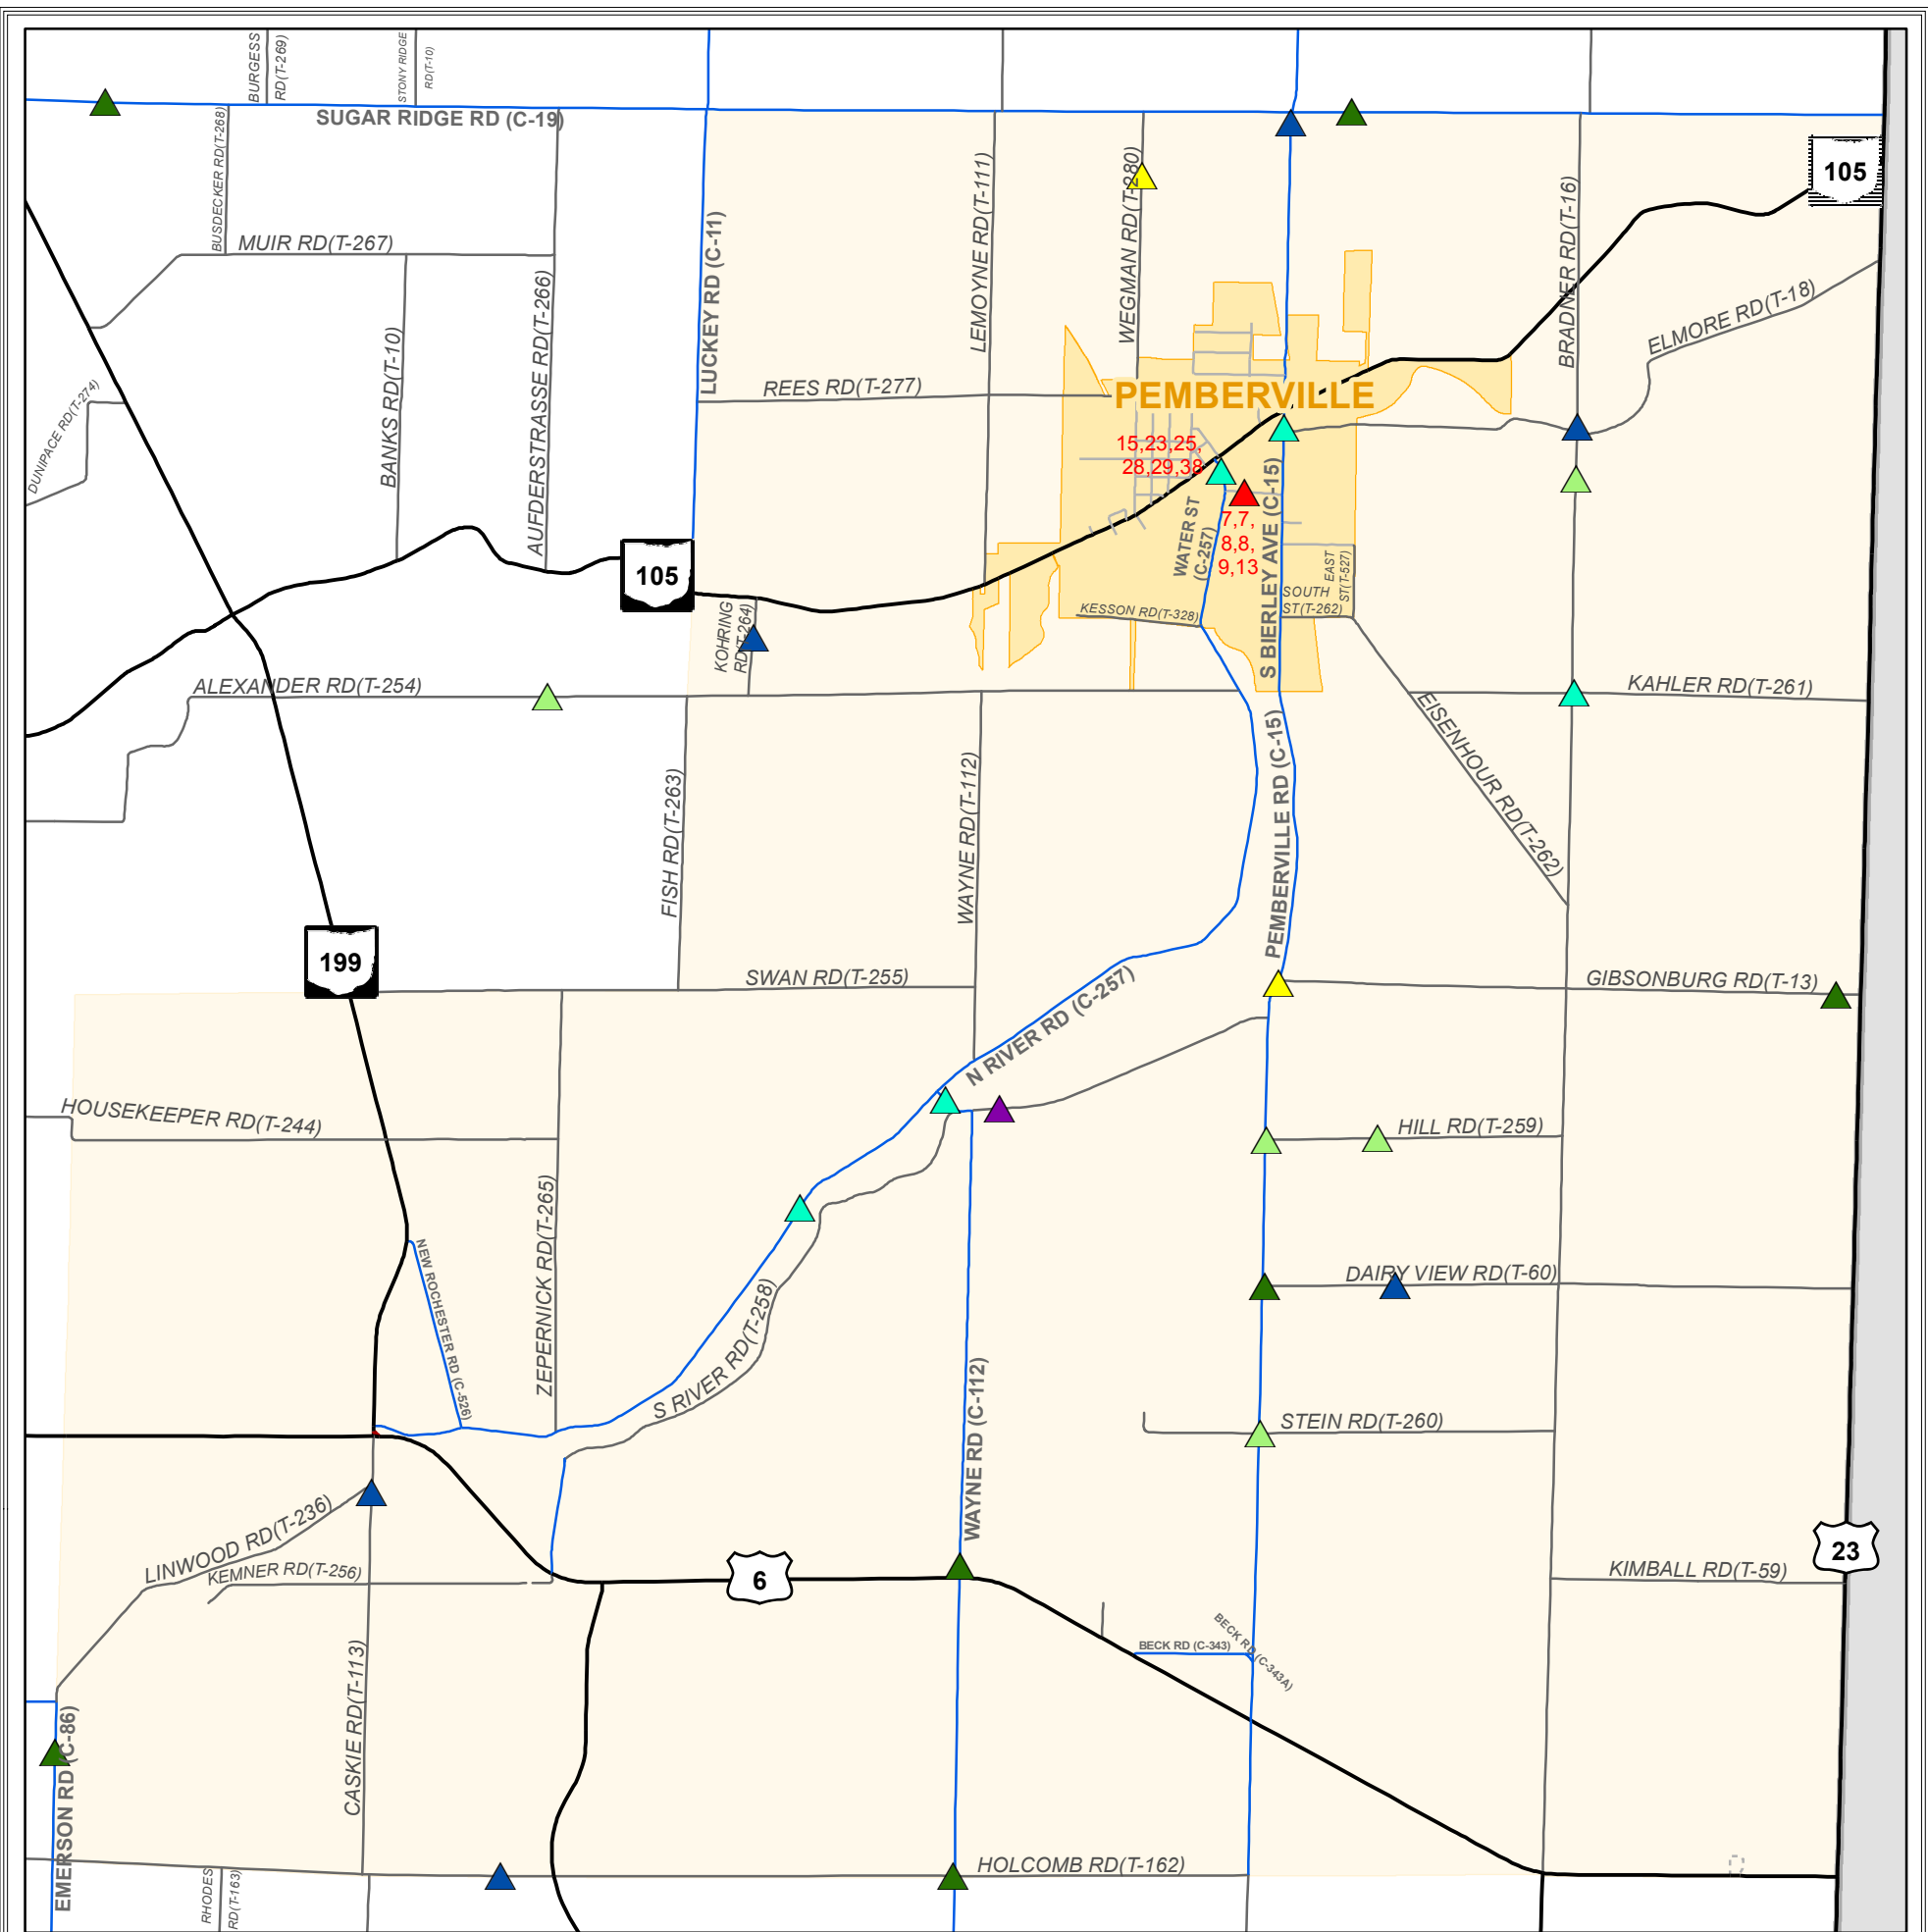 BURGESS
RD(T-269)
STONY RIDGE
RD(T-10)
SUGAR RIDGE RD (C-19)
BUSDECKER RD(T-268)
105
MUIR RD(T-267)
LUCKEY RD (C-11)
LEMOYNE RD(T-111)
WEGMAN RD(T-280)
BRADNER RD(T-16)
ELMORE RD(T-18)
AUFDERSTRASSE RD(T-266)
BANKS RD(T-10)
DUNIPACE RD(T-274)
REES RD(T-277)
PEMBERVILLE
15,23,25,
28,29,38
7,7,
8,8,
9,13
WATER ST
(C-257)
S BIERLEY AVE (C-15)
EAST
ST(T-527)
SOUTH
ST(T-262)
KESSON RD(T-328)
105
KOHRING
RD(T-264)
ALEXANDER RD(T-254)
KAHLER RD(T-261)
EISENHOUR RD(T-262)
PEMBERVILLE RD (C-15)
FISH RD(T-263)
WAYNE RD(T-112)
199
SWAN RD(T-255)
GIBSONBURG RD(T-13)
N RIVER RD (C-257)
HOUSEKEEPER RD(T-244)
HILL RD(T-259)
ZEPERNICK RD(T-265)
NEW ROCHESTER RD (C-526)
S RIVER RD(T-258)
DAIRY VIEW RD(T-60)
WAYNE RD (C-112)
STEIN RD(T-260)
LINWOOD RD(T-236)
KEMNER RD(T-256)
6
23
KIMBALL RD(T-59)
BECK RD (C-343)
BECK RD (C-343A)
CASKIE RD(T-113)
EMERSON RD (C-86)
HOLCOMB RD(T-162)
RHODES
RD(T-163)